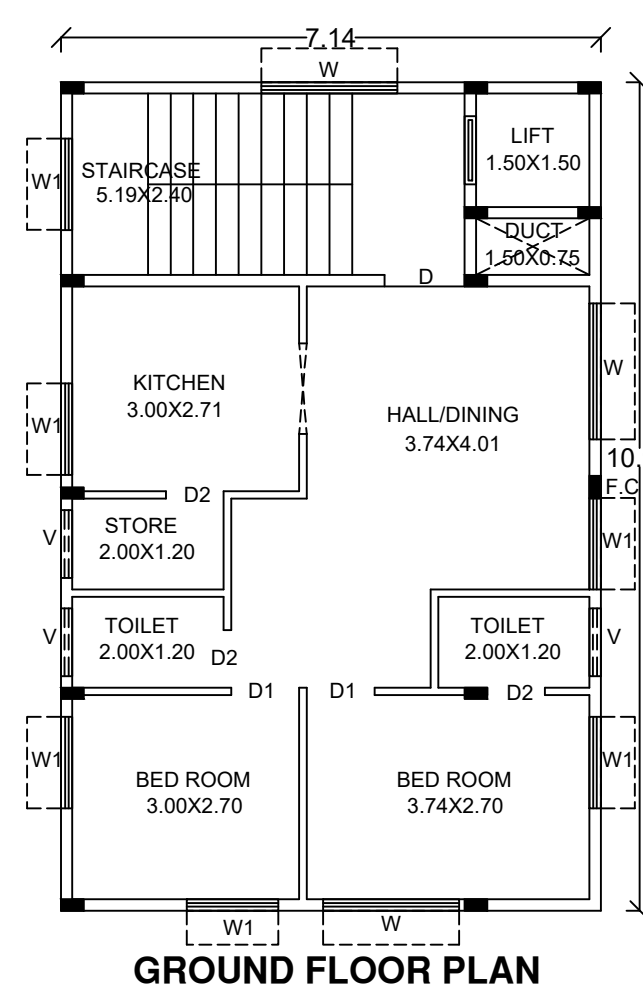 7.14
W
LIFT
1.50X1.50
STAIRCASE
5.19X2.40
W1
DUCT
1.50X0.75
D
W
KITCHEN
3.00X2.71
HALL/DINING
3.74X4.01
W1
10.
F.C
D2
STORE
2.00X1.20
V
W1
TOILET
2.00X1.20
D2
V
TOILET
2.00X1.20
V
D1
D1
D2
W1
BED ROOM
3.00X2.70
BED ROOM
3.74X2.70
W1
W1
W
GROUND FLOOR PLAN